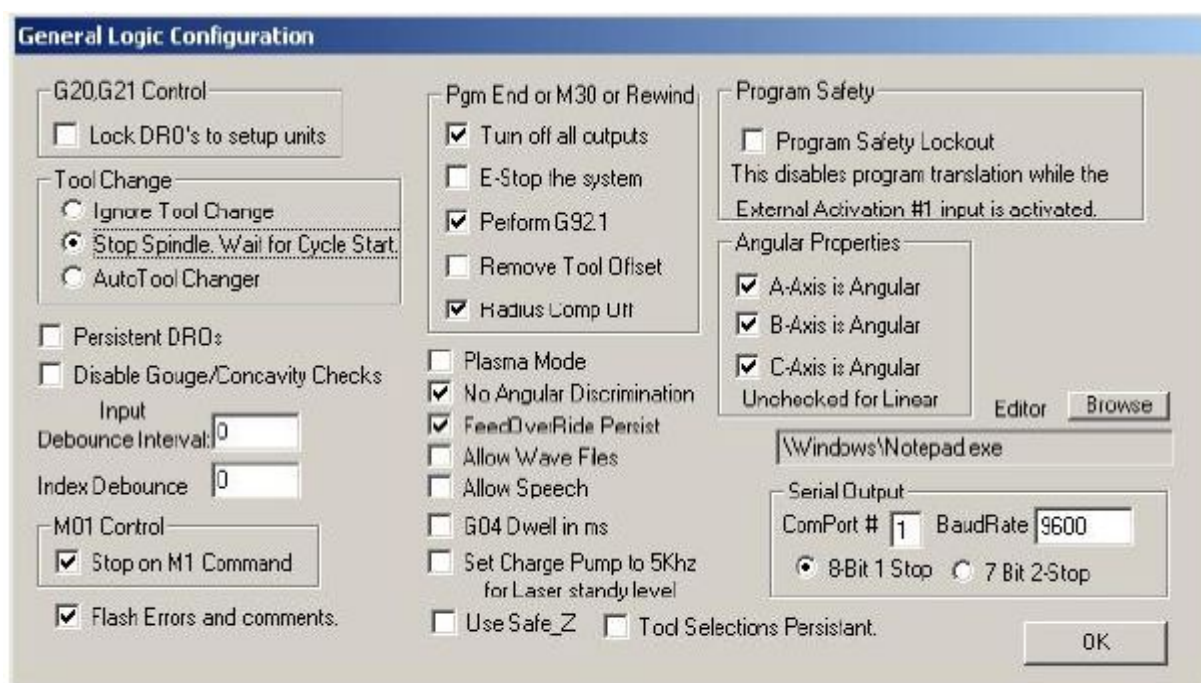 General Logic Configuration
G20,G21 Control
Lock DRO's to setup units
Tool Change
Ignore Tool Change
Stop Spindle. Wait for Cycle Start.
AutoTool Changer
Persistent DROs
Disable Gouge/Concavity Checks
Input
Debounce Interval: 0
Index Debounce 0
M01 Control
Stop on M1 Command
Flash Errors and comments.
Pgm End or M30 or Rewind
Turn off all outputs
E-Stop the system
Perform G92.1
Remove Tool Offset
Radius Comp Off
Plasma Mode
No Angular Discrimination
FeedOverRide Persist
Allow Wave Files
Allow Speech
G04 Dwell in ms
Set Charge Pump to 5Khz
for Laser standy level
Use Safe_Z
Tool Selections Persistant.
Program Safety
Program Safety Lockout
This disables program translation while the
External Activation #1 input is activated.
Angular Properties
A-Axis is Angular
B-Axis is Angular
C-Axis is Angular
Unchecked for Linear
Editor Browse
\Windows\Notepad.exe
Serial Output
ComPort # 1 BaudRate 9600
8-Bit 1 Stop 7 Bit 2-Stop
OK